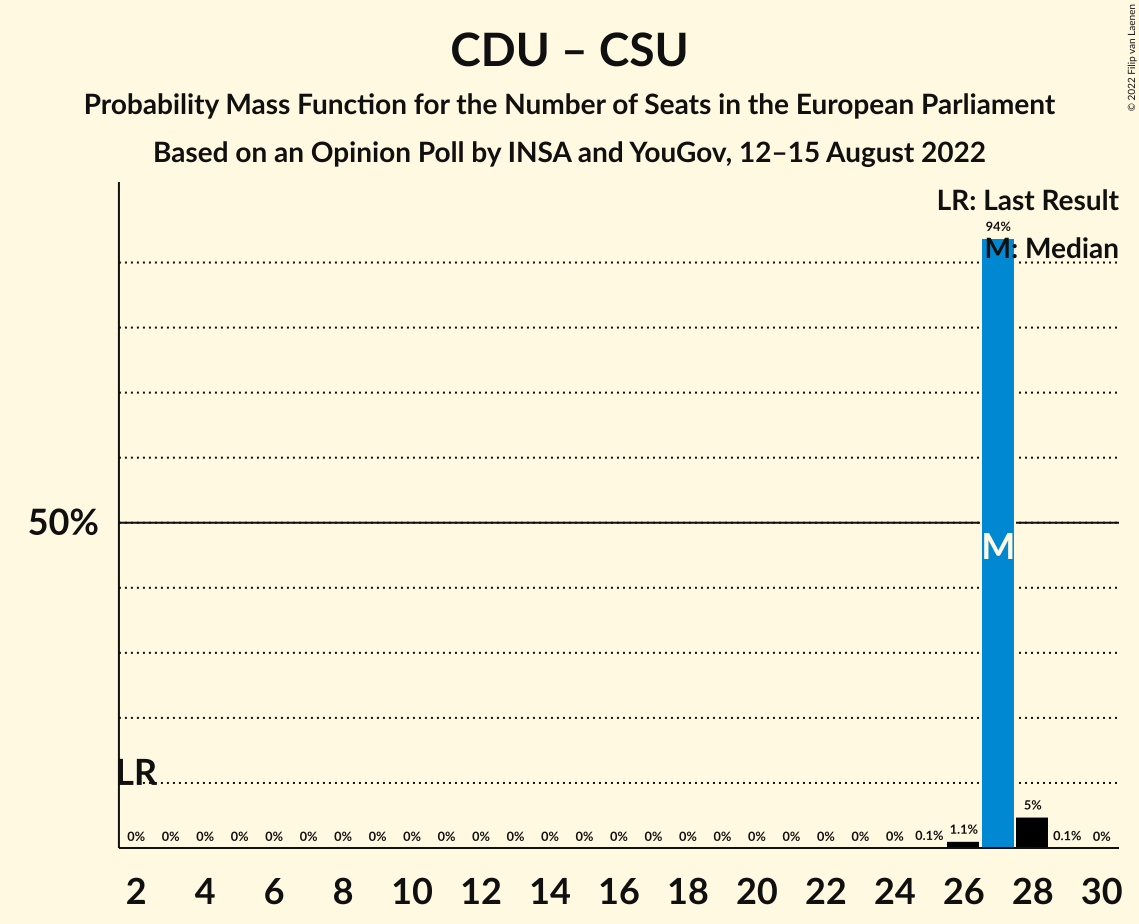 © 2022 Filip van Laenen
CDU – CSU
Probability Mass Function for the Number of Seats in the European Parliament
Based on an Opinion Poll by INSA and YouGov, 12–15 August 2022
LR: Last Result
94%
M: Median
50%
M
LR
0% 0% 0% 0% 0% 0% 0% 0% 0% 0% 0% 0% 0% 0% 0% 0% 0% 0% 0% 0% 0% 0% 0% 0.1% 1.1% 5% 0.1% 0%
2 4 6 8 10 12 14 16 18 20 22 24 26 28 30